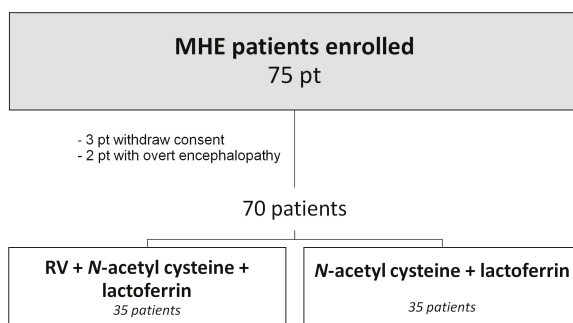 MHE patients enrolled
75 pt
- 3 pt withdraw consent
- 2 pt with overt encephalopathy
70 patients
RV + N-acetyl cysteine +
lactoferrin
35 patients
N-acetyl cysteine + lactoferrin
35 patients